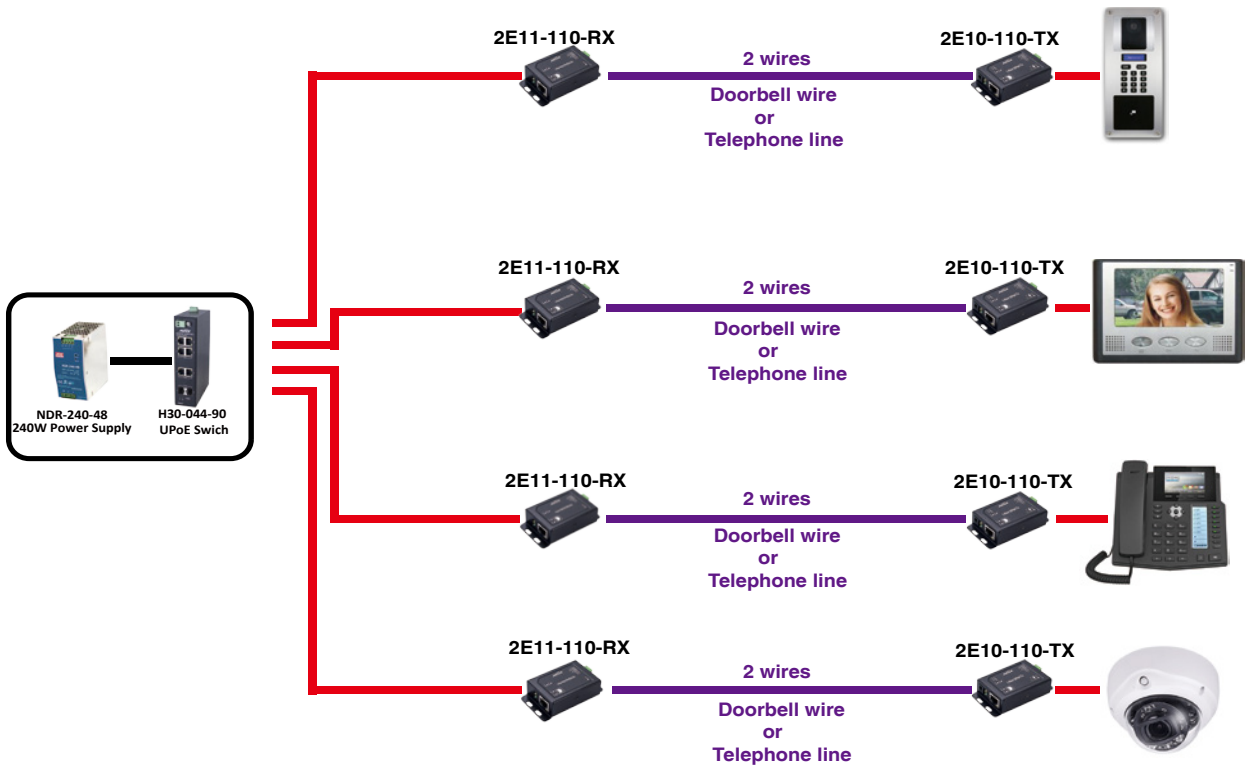 2E11-110-RX
2E10-110-TX
2 wires
Doorbell wire
or
Telephone line
2E11-110-RX
2E10-110-TX
2 wires
Doorbell wire
or
Telephone line
NDR-240-48
240W Power Supply
H30-044-90
UPoE Swich
2E11-110-RX
2E10-110-TX
2 wires
Doorbell wire
or
Telephone line
2E11-110-RX
2E10-110-TX
2 wires
Doorbell wire
or
Telephone line